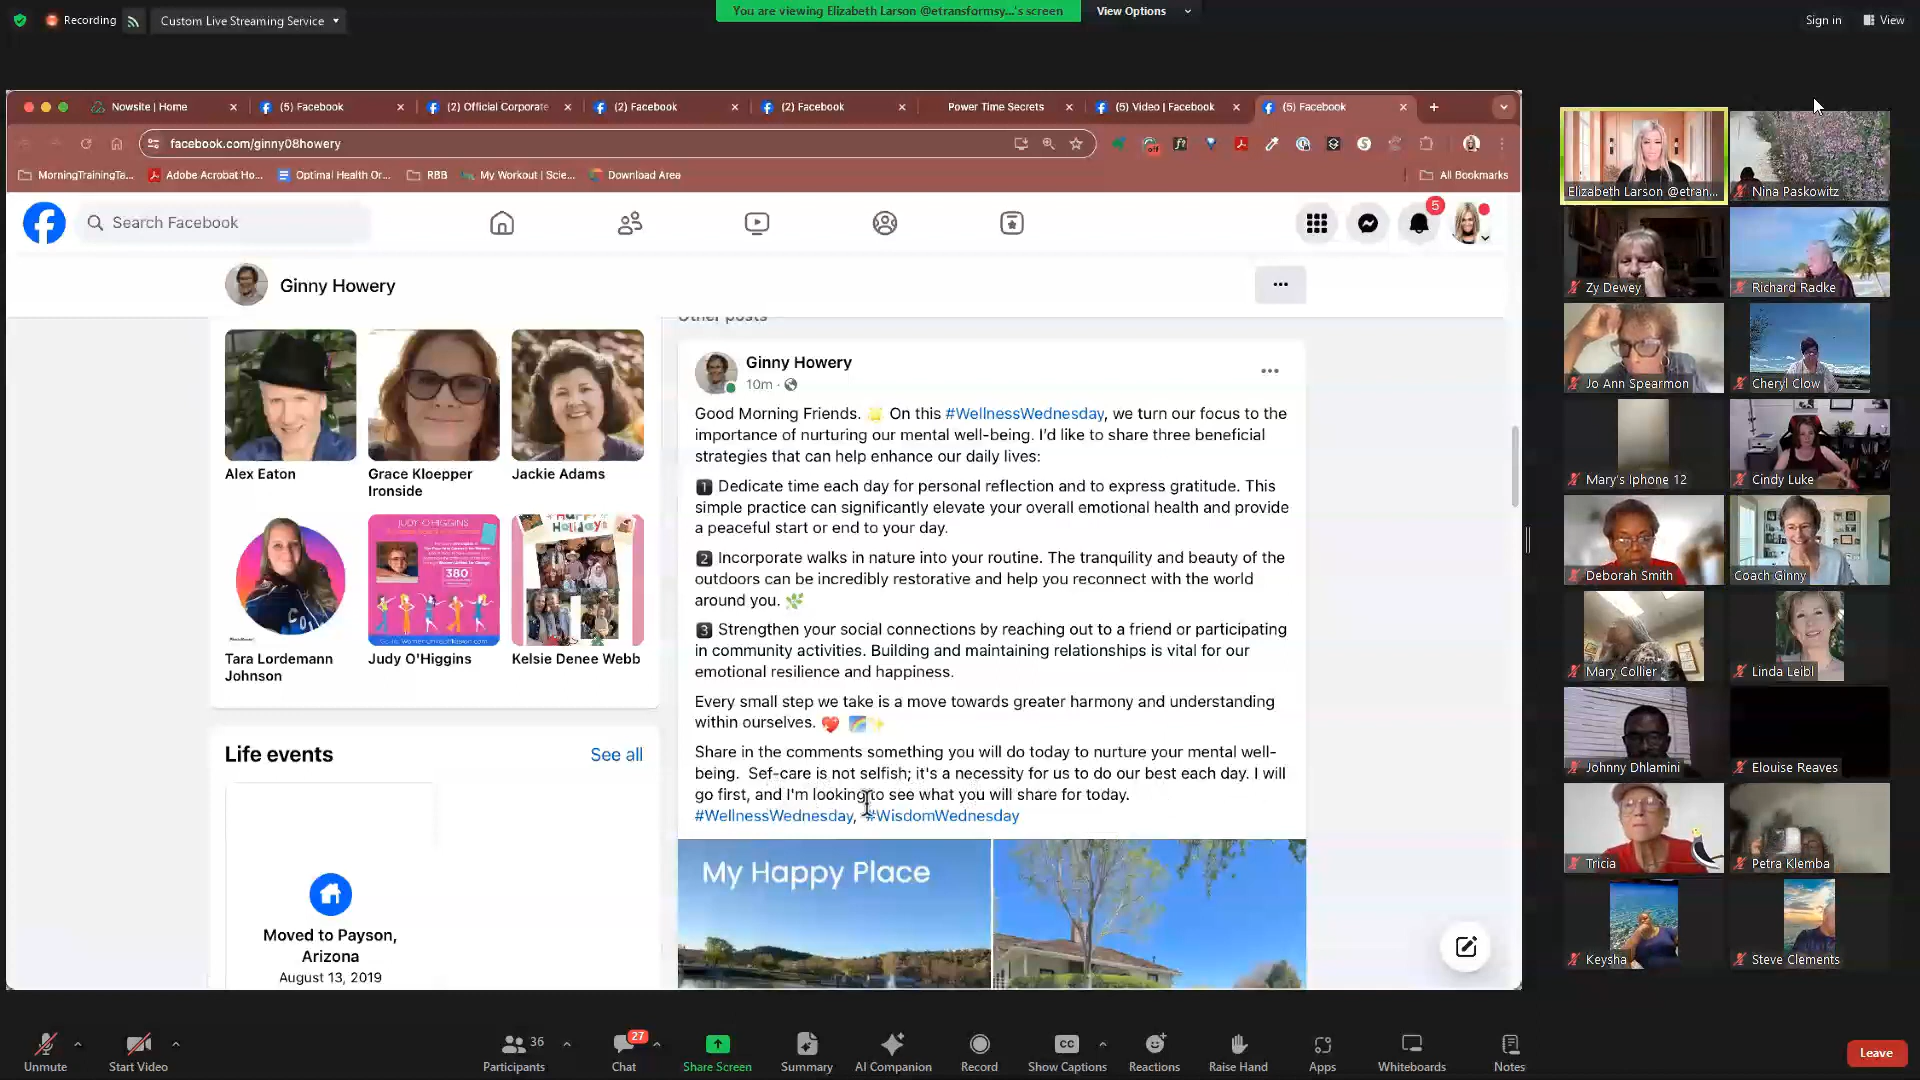 Recording
Custom Live Streaming Service
You are viewing Elizabeth Larson @etransformsy...'s screen
View Options
Sign in
View
Nowsite | Home
(5) Facebook
(2) Official Corporate
(2) Facebook
(2) Facebook
Power Time Secrets
(5) Video | Facebook
(5) Facebook
facebook.com/ginny08howery
MorningTrainingTa...
Adobe Acrobat Ho...
Optimal Health Or...
RBB
My Workout | Scie...
Download Area
All Bookmarks
Search Facebook
5
Ginny Howery
Other posts
Alex Eaton
Grace Kloepper
Ironside
Jackie Adams
JUDY O'HIGGINS
380
HAPPY
Holidays
Tara Lordemann
Johnson
Judy O'Higgins
Kelsie Denee Webb
Life events
See all
Moved to Payson,
Arizona
August 13, 2019
Ginny Howery
10m
Good Morning Friends. 🌟 On this #WellnessWednesday, we turn our focus to the
importance of nurturing our mental well-being. I'd like to share three beneficial
strategies that can help enhance our daily lives:
1 Dedicate time each day for personal reflection and to express gratitude. This
simple practice can significantly elevate your overall emotional health and provide
a peaceful start or end to your day.
2 Incorporate walks in nature into your routine. The tranquility and beauty of the
outdoors can be incredibly restorative and help you reconnect with the world
around you. 🌿
3 Strengthen your social connections by reaching out to a friend or participating
in community activities. Building and maintaining relationships is vital for our
emotional resilience and happiness.
Every small step we take is a move towards greater harmony and understanding
within ourselves. 💖 🌈✨
Share in the comments something you will do today to nurture your mental well-
being.  Sef-care is not selfish; it's a necessity for us to do our best each day. I will
go first, and I'm looking to see what you will share for today.
#WellnessWednesday, #WisdomWednesday
My Happy Place
Elizabeth Larson @etran...
Nina Paskowitz
Zy Dewey
Richard Radke
Jo Ann Spearmon
Cheryl Clow
Mary's Iphone 12
Cindy Luke
Deborah Smith
Coach Ginny
Mary Collier
Linda Leibl
Johnny Dhlamini
Elouise Reaves
Tricia
Petra Klemba
Keysha
Steve Clements
Unmute
Start Video
Participants
36
Chat
27
Share Screen
Summary
AI Companion
Record
CC
Show Captions
Reactions
Raise Hand
Apps
Whiteboards
Notes
Leave